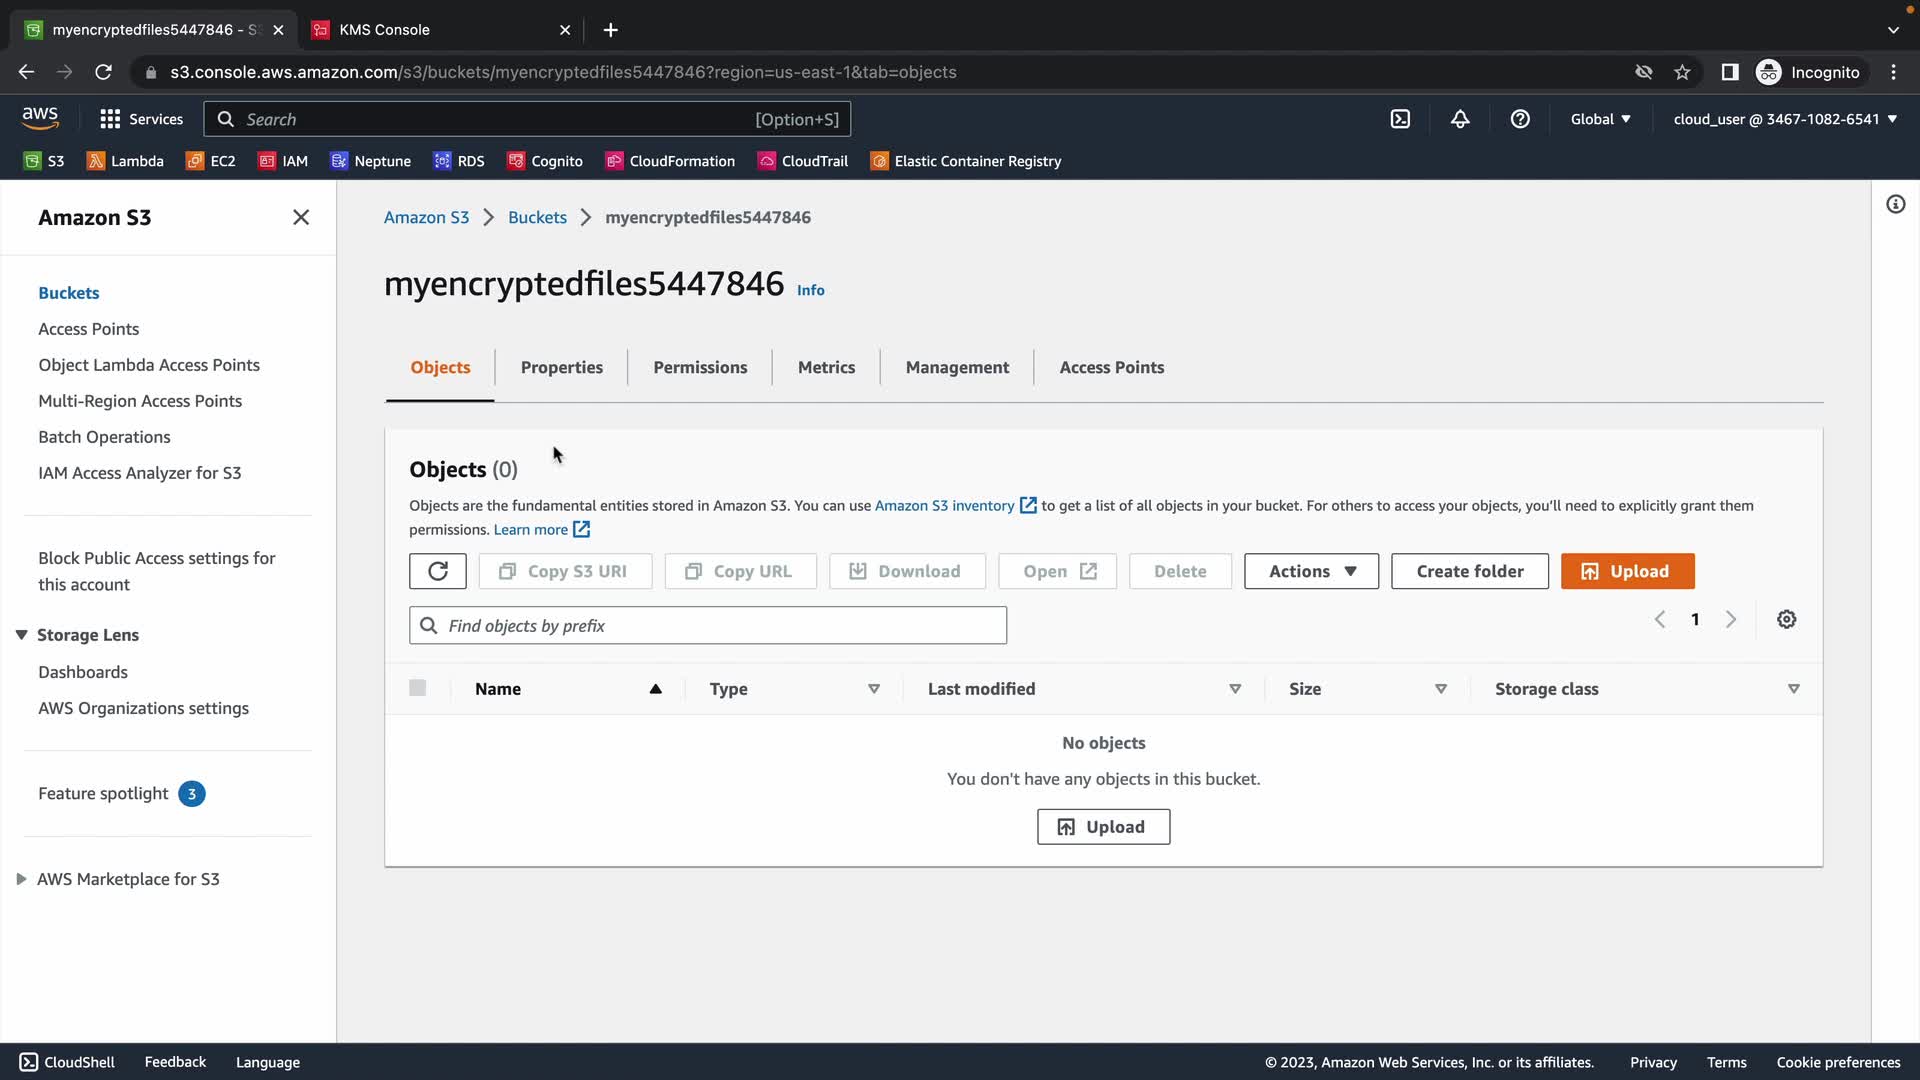 myencryptedfiles5447846 - S
KMS Console
s3.console.aws.amazon.com/s3/buckets/myencryptedfiles5447846?region=us-east-1&tab=objects
Incognito
aws
Services
Search
[Option+S]
Global
cloud_user @ 3467-1082-6541
S3
Lambda
EC2
IAM
Neptune
RDS
Cognito
CloudFormation
CloudTrail
Elastic Container Registry
Amazon S3
Buckets
Access Points
Object Lambda Access Points
Multi-Region Access Points
Batch Operations
IAM Access Analyzer for S3
Block Public Access settings for
this account
Storage Lens
Dashboards
AWS Organizations settings
Feature spotlight 3
AWS Marketplace for S3
Amazon S3
Buckets
myencryptedfiles5447846
myencryptedfiles5447846 Info
Objects
Properties
Permissions
Metrics
Management
Access Points
Objects (0)
Objects are the fundamental entities stored in Amazon S3. You can use Amazon S3 inventory to get a list of all objects in your bucket. For others to access your objects, you'll need to explicitly grant them
permissions. Learn more
Copy S3 URI
Copy URL
Download
Open
Delete
Actions
Create folder
Upload
Find objects by prefix
1
Name
Type
Last modified
Size
Storage class
No objects
You don't have any objects in this bucket.
Upload
CloudShell
Feedback
Language
© 2023, Amazon Web Services, Inc. or its affiliates.
Privacy
Terms
Cookie preferences